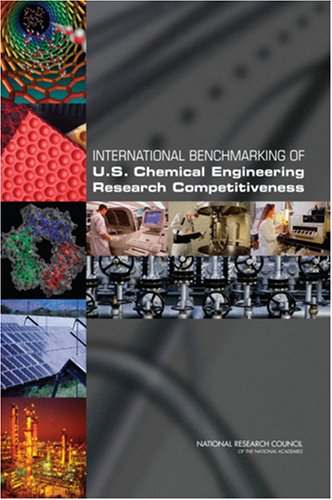 INTERNATIONAL BENCHMARKING OF
U.S. Chemical Engineering
Research Competitiveness
NATIONAL RESEARCH COUNCIL
OF THE NATIONAL ACADEMIES